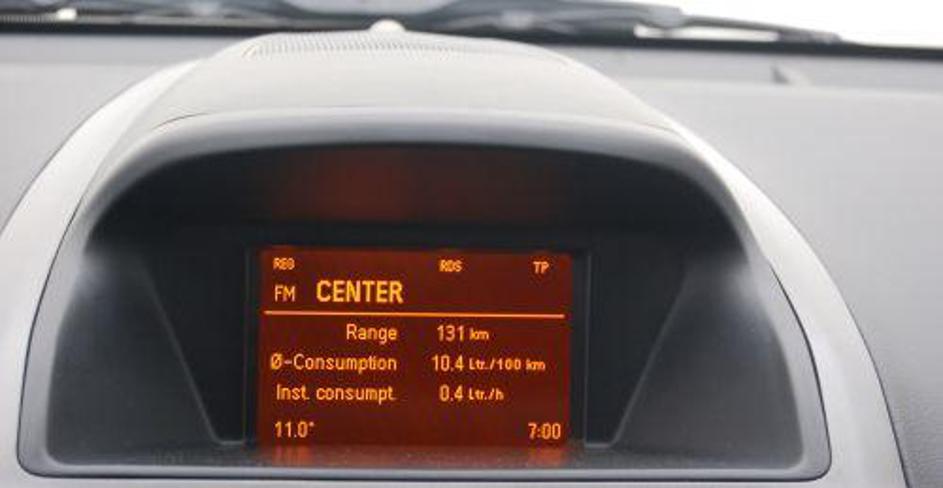 REG RDS TP
FM CENTER
Range 131 km
Ø-Consumption 10.4 Ltr./100 km
Inst. consumpt. 0.4 Ltr./h
11.0° 7:00